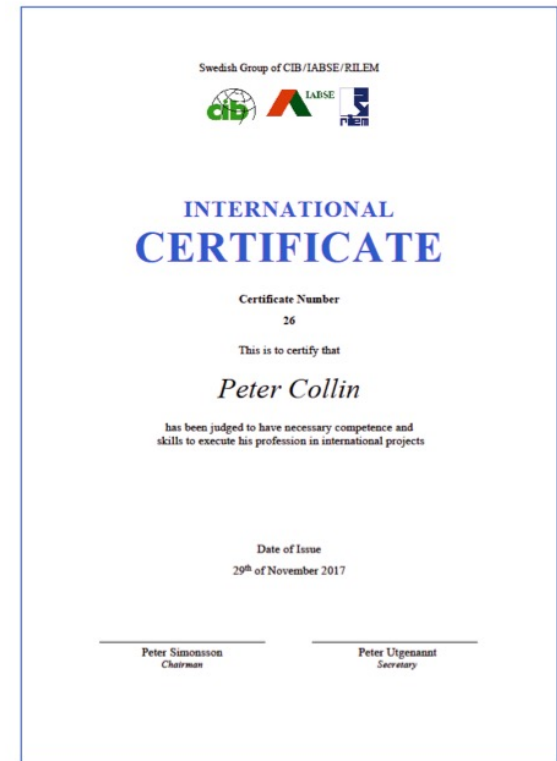 Swedish Group of CIB/IABSE/RILEM
cib IABSE rilem
INTERNATIONAL
CERTIFICATE
Certificate Number
26
This is to certify that
Peter Collin
has been judged to have necessary competence and
skills to execute his profession in international projects
Date of Issue
29th of November 2017
Peter Simonsson Peter Utgenannt
Chairman Secretary